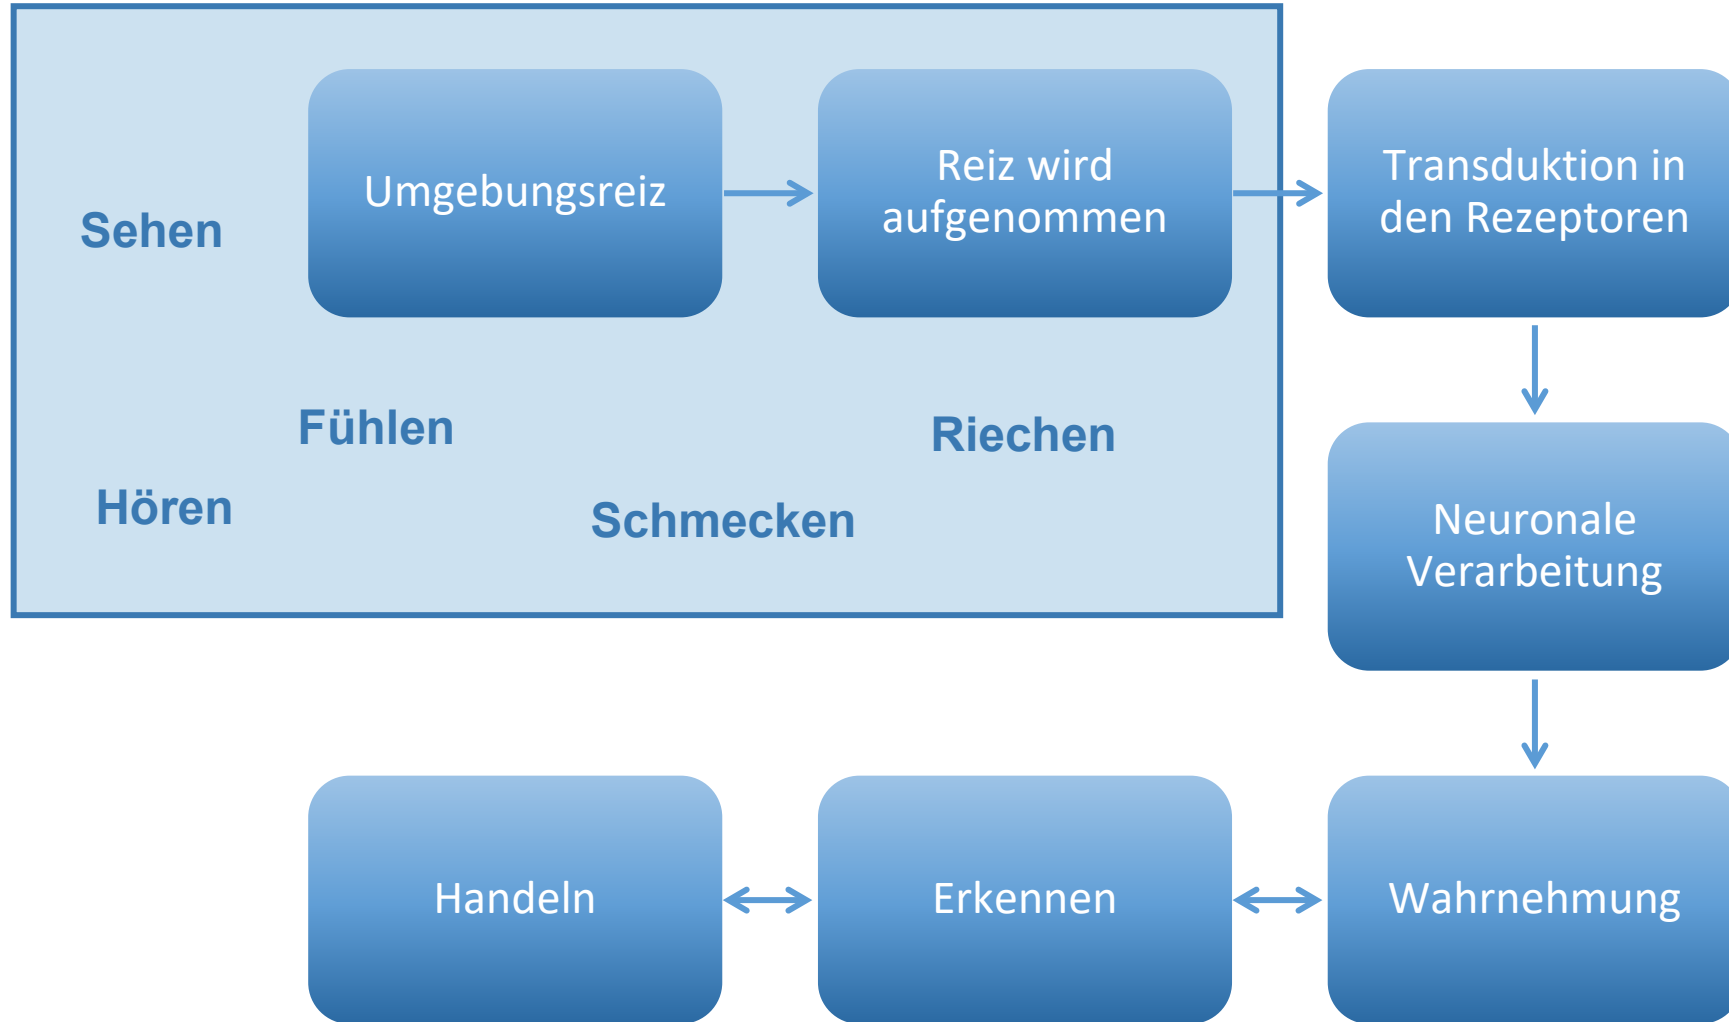 Umgebungsreiz
Reiz wird
aufgenommen
Transduktion in
den Rezeptoren
Sehen
Fühlen
Riechen
Hören
Schmecken
Neuronale
Verarbeitung
Handeln
Erkennen
Wahrnehmung